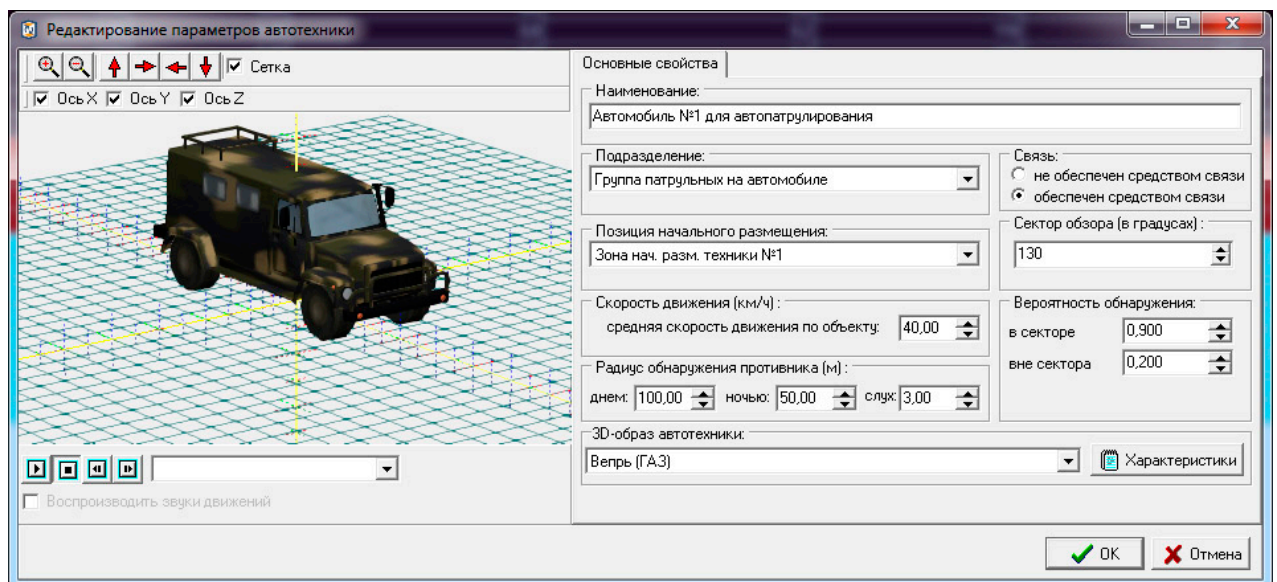 Редактирование параметров автотехники
Сетка
Ось X Ось Y Ось Z
Воспроизводить звуки движений
Основные свойства
Наименование:
Автомобиль №1 для автопатрулирования
Подразделение:
Группа патрульных на автомобиле
Связь:
не обеспечен средством связи
обеспечен средством связи
Позиция начального размещения:
Зона нач. разм. техники №1
Сектор обзора (в градусах) :
130
Скорость движения (км/ч) :
средняя скорость движения по объекту: 40,00
Вероятность обнаружения:
в секторе 0,900
вне сектора 0,200
Радиус обнаружения противника (м) :
днем: 100,00 ночью: 50,00 слух: 3,00
3D-образ автотехники:
Вепрь (ГАЗ) Характеристики
OK Отмена